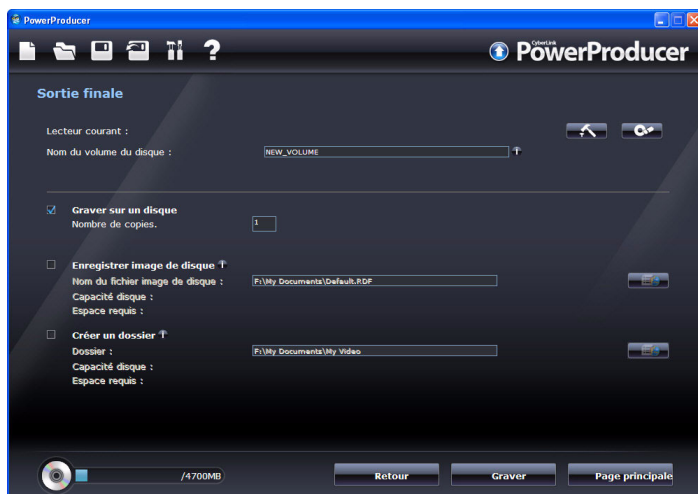 PowerProducer
CyberLink
PowerProducer
Sortie finale
Lecteur courant :
Nom du volume du disque : NEW_VOLUME
Graver sur un disque
Nombre de copies. 1
Enregistrer image de disque
Nom du fichier image de disque : F:\My Documents\Default.RDF
Capacité disque :
Espace requis :
Créer un dossier
Dossier : F:\My Documents\My Video
Capacité disque :
Espace requis :
/4700MB
Retour
Graver
Page principale